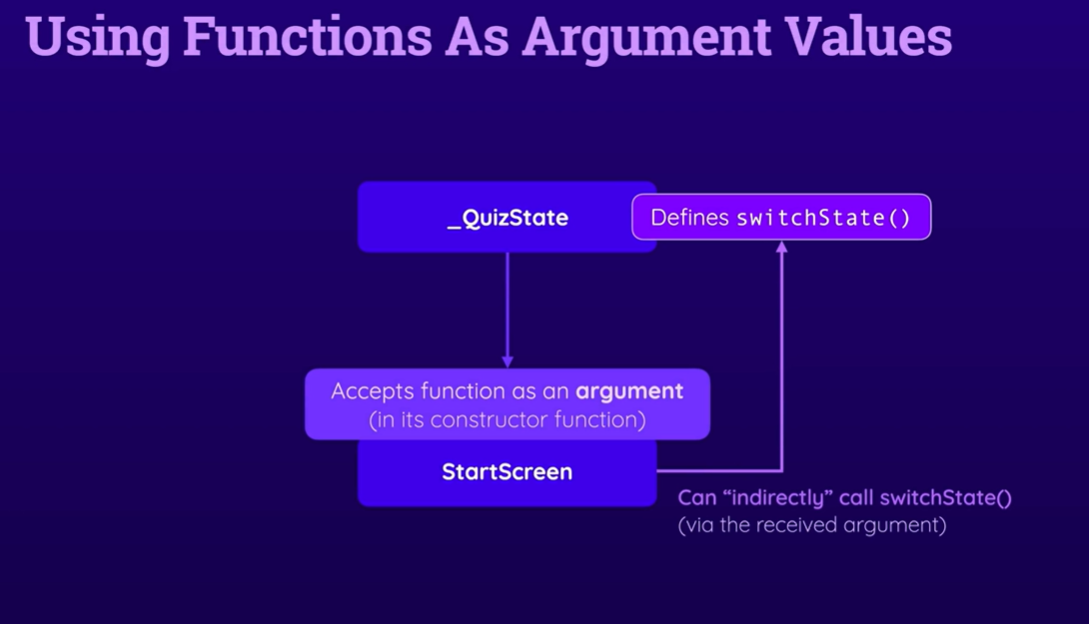 Using Functions As Argument Values
_QuizState
Defines switchState()
Accepts function as an argument
(in its constructor function)
StartScreen
Can “indirectly” call switchState()
(via the received argument)